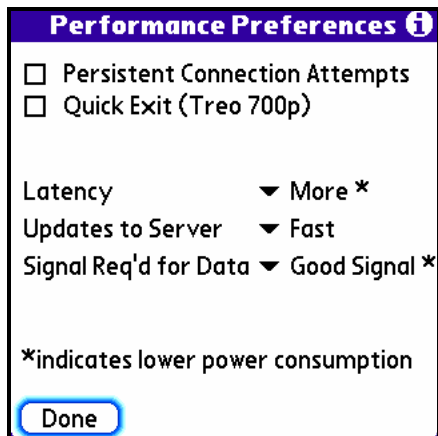 Performance Preferences i
Persistent Connection Attempts
Quick Exit (Treo 700p)
Latency More *
Updates to Server Fast
Signal Req'd for Data Good Signal *
*indicates lower power consumption
Done